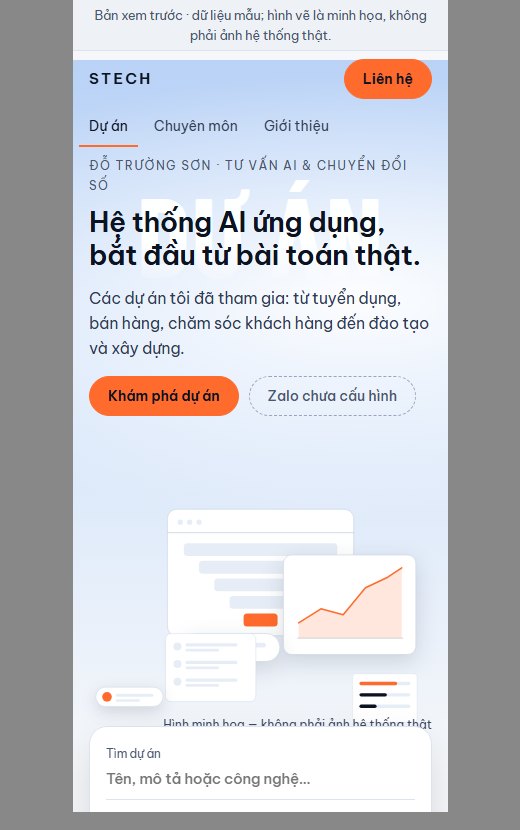 Bản xem trước · dữ liệu mẫu; hình vẽ là minh họa, không
phải ảnh hệ thống thật.
STECH
Liên hệ
Dự án
Chuyên môn
Giới thiệu
ĐỖ TRƯỜNG SƠN · TƯ VẤN AI & CHUYỂN ĐỔI
SỐ
DỰ ÁN
Hệ thống AI ứng dụng,
bắt đầu từ bài toán thật.
Các dự án tôi đã tham gia: từ tuyển dụng,
bán hàng, chăm sóc khách hàng đến đào tạo
và xây dựng.
Khám phá dự án
Zalo chưa cấu hình
Hình minh họa — không phải ảnh hệ thống thật
Tìm dự án
Tên, mô tả hoặc công nghệ...